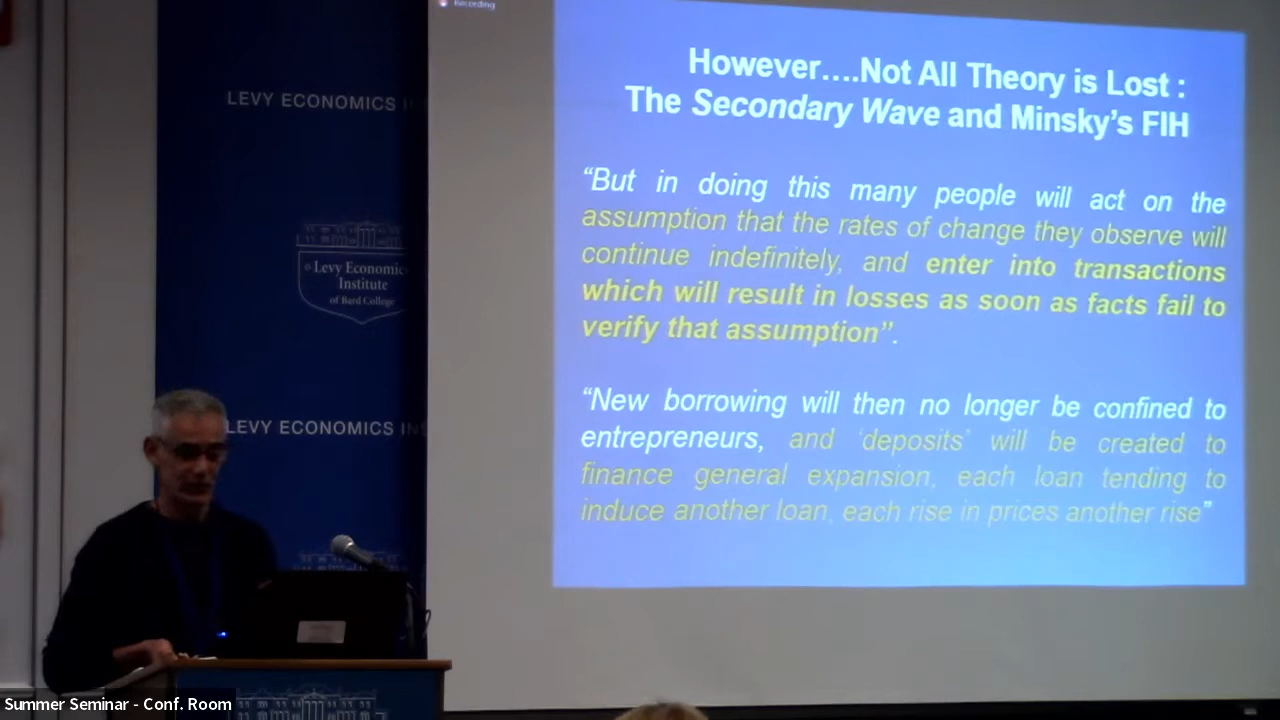 Recording
LEVY ECONOMICS I
Levy Economic
Institute
of Bard College
LEVY ECONOMICS IN
However....Not All Theory is Lost :
The Secondary Wave and Minsky's FIH
“But in doing this many people will act on the
assumption that the rates of change they observe will
continue indefinitely, and enter into transactions
which will result in losses as soon as facts fail to
verify that assumption”.
“New borrowing will then no longer be confined to
entrepreneurs, and ‘deposits’ will be created to
finance general expansion, each loan tending to
induce another loan, each rise in prices another rise”
Summer Seminar - Conf. Room